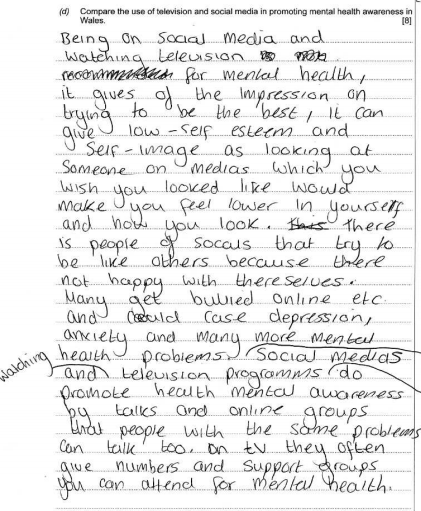 (d) Compare the use of television and social media in promoting mental health awareness in
Wales. [8]
Being on Social Media and
watching television
for mental health,
it gives of the Impression on
trying to be the best, it can
give low-self esteem and
Self-image as looking at
Someone on medias which you
wish you looked like would
make you feel lower in yourself
and how you look. there
is people of socals that try to
be like others because there
not happy with thereselves.
Many get bullied online etc.
and could case depression,
anxiety and many more mental
health problems. Social medias
Watching
and television programms do
promote health mental awareness
by talks and online groups
that people with the same problems
can talk too. on tv they often
give numbers and support groups
you can attend for mental health.